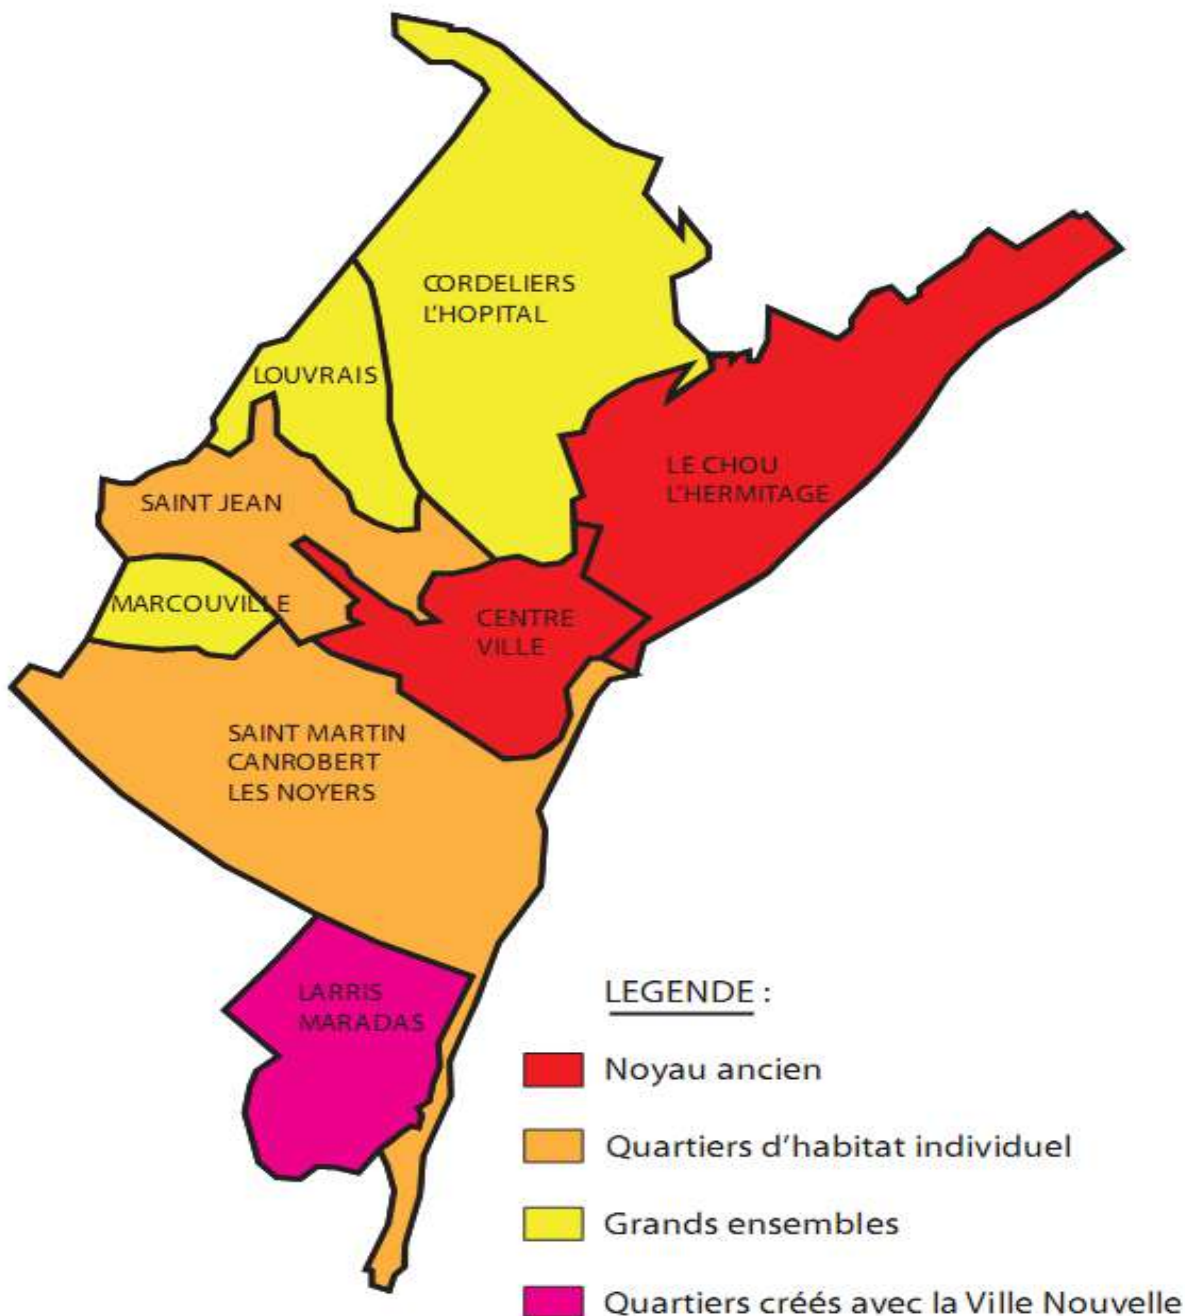 CORDELIERS
L'HOPITAL
LOUVRAIS
LE CHOU
L'HERMITAGE
SAINT JEAN
MARCOUVILLE
CENTRE
VILLE
SAINT MARTIN
CANROBERT
LES NOYERS
LARRIS
MARADAS
LEGENDE :
Noyau ancien
Quartiers d'habitat individuel
Grands ensembles
Quartiers créés avec la Ville Nouvelle